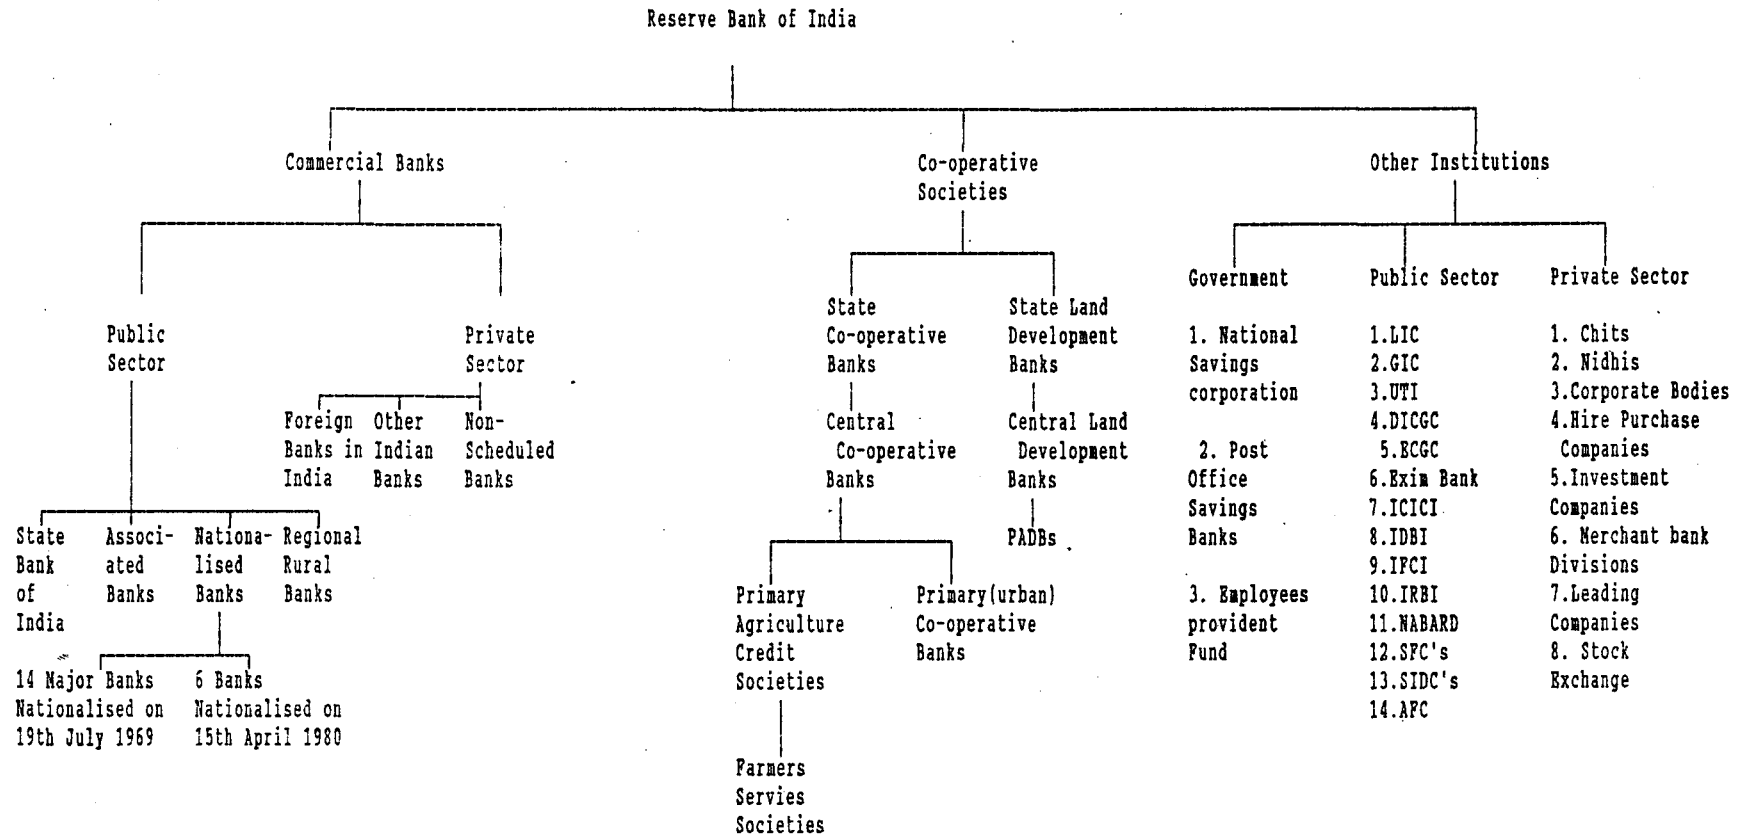 Reserve Bank of India
Commercial Banks
Co-operative
Societies
Other Institutions
Public
Sector
Private
Sector
Foreign
Banks in
India
Other
Indian
Banks
Non-
Scheduled
Banks
State
Bank
of
India
Associ-
ated
Banks
Nationa-
lised
Banks
Regional
Rural
Banks
14 Major Banks
Nationalised on
19th July 1969
6 Banks
Nationalised on
15th April 1980
State
Co-operative
Banks
State Land
Development
Banks
Central
Co-operative
Banks
Central Land
Development
Banks
PADBs
Primary
Agriculture
Credit
Societies
Primary(urban)
Co-operative
Banks
Farmers
Servies
Societies
Government
1. National
Savings
corporation
2. Post
Office
Savings
Banks
3. Employees
provident
Fund
Public Sector
1.LIC
2.GIC
3.UTI
4.DICGC
5.ECGC
6.Exim Bank
7.ICICI
8.IDBI
9.IFCI
10.IRBI
11.NABARD
12.SFC's
13.SIDC's
14.AFC
Private Sector
1. Chits
2. Nidhis
3.Corporate Bodies
4.Hire Purchase
Companies
5.Investment
Companies
6. Merchant bank
Divisions
7.Leading
Companies
8. Stock
Exchange